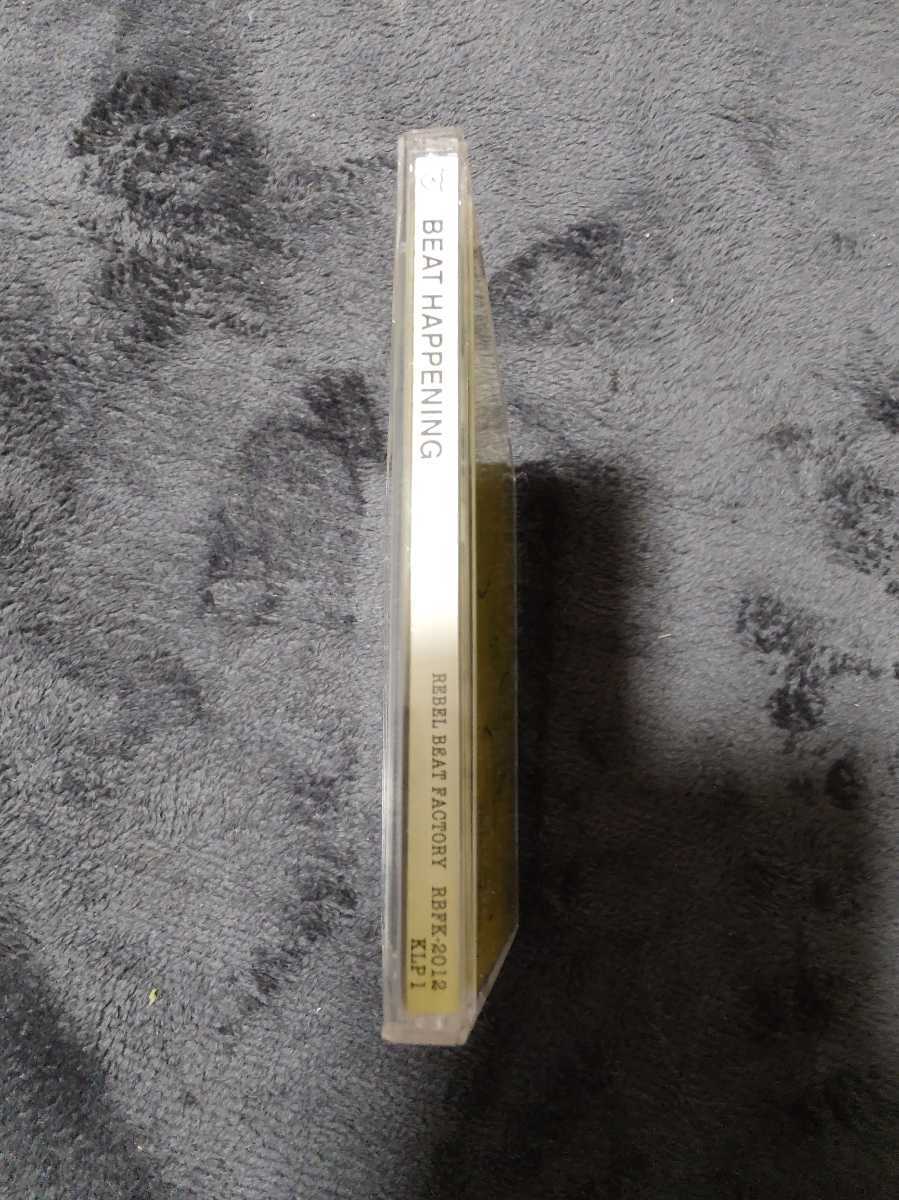 BEAT HAPPENING
REBEL BEAT FACTORY RBFK-2012
KLP 1